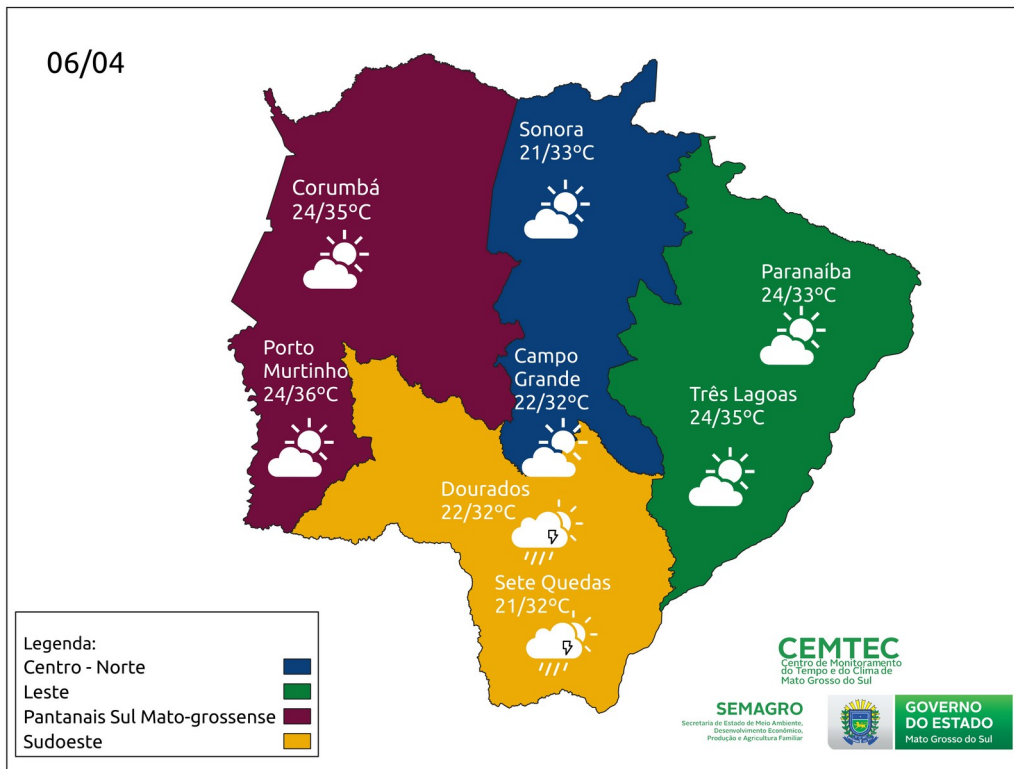 06/04
Sonora
21/33ºC
Corumbá
24/35ºC
Paranaíba
24/33ºC
Porto
Murtinho
24/36ºC
Campo
Grande
22/32ºC
Três Lagoas
24/35ºC
Dourados
22/32ºC
Sete Quedas
21/32ºC
Legenda:
Centro - Norte
Leste
Pantanais Sul Mato-grossense
Sudoeste
CEMTEC
Centro de Monitoramento
do Tempo e do Clima de
Mato Grosso do Sul
SEMAGRO
Secretaria de Estado de Meio Ambiente,
Desenvolvimento Econômico,
Produção e Agricultura Familiar
GOVERNO
DO ESTADO
Mato Grosso do Sul